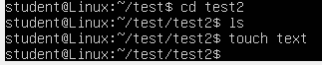 student@Linux:~/test$ cd test2
student@Linux:~/test/test2$ ls
student@Linux:~/test/test2$ touch text
student@Linux:~/test/test2$